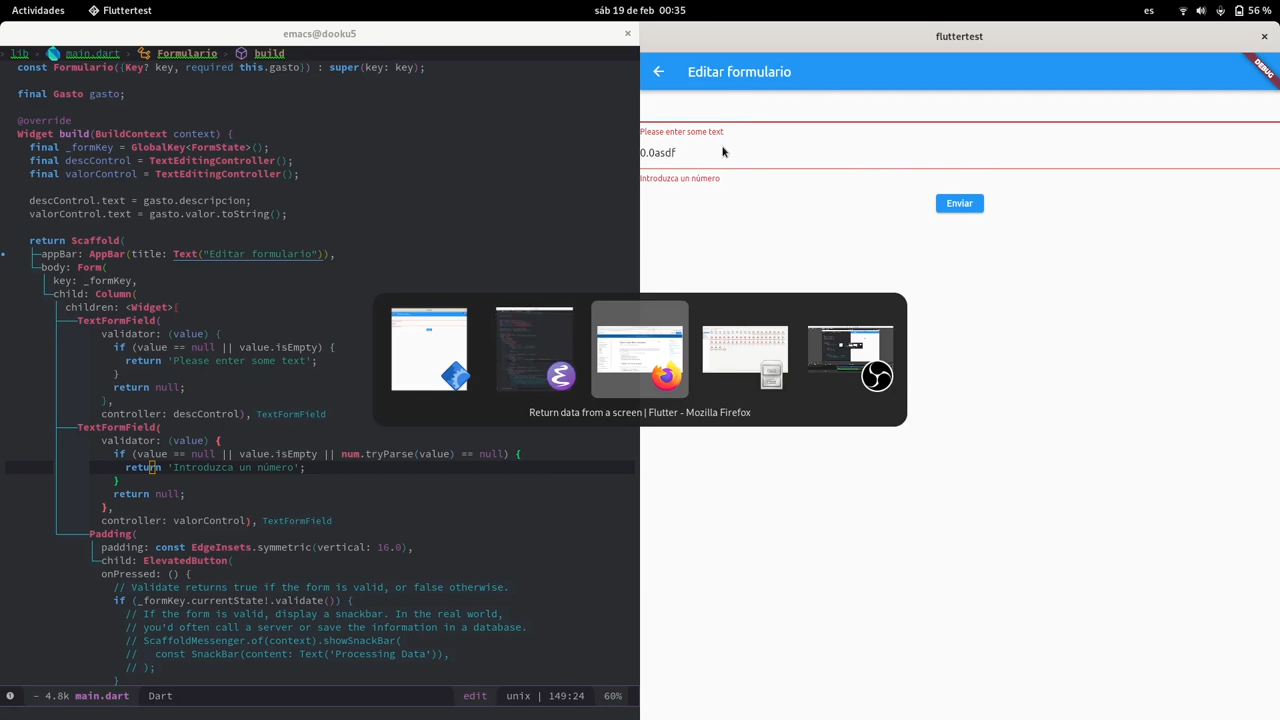 Actividades
Fluttertest
sáb 19 de feb 00:35
es
56 %
emacs@dooku5
lib main.dart Formulario build
const Formulario({Key? key, required this.gasto}) : super(key: key);
final Gasto gasto;
@override
Widget build(BuildContext context) {
final _formKey = GlobalKey<FormState>();
final descControl = TextEditingController();
final valorControl = TextEditingController();
descControl.text = gasto.descripcion;
valorControl.text = gasto.valor.toString();
return Scaffold(
appBar: AppBar(title: Text("Editar formulario")),
body: Form(
key: _formKey,
child: Column(
children: <Widget>[
TextFormField(
validator: (value) {
if (value == null || value.isEmpty) {
return 'Please enter some text';
}
return null;
},
controller: descControl), TextFormField
TextFormField(
validator: (value) {
if (value == null || value.isEmpty || num.tryParse(value) == null) {
return 'Introduzca un número';
}
return null;
},
controller: valorControl), TextFormField
Padding(
padding: const EdgeInsets.symmetric(vertical: 16.0),
child: ElevatedButton(
onPressed: () {
// Validate returns true if the form is valid, or false otherwise.
if (_formKey.currentState!.validate()) {
// If the form is valid, display a snackbar. In the real world,
// you'd often call a server or save the information in a database.
// ScaffoldMessenger.of(context).showSnackBar(
//   const SnackBar(content: Text('Processing Data')),
// );
}
- 4.8k main.dart Dart edit unix | 149:24 60%
fluttertest
Editar formulario
DEBUG
Please enter some text
0.0asdf
Introduzca un número
Enviar
Return data from a screen | Flutter - Mozilla Firefox